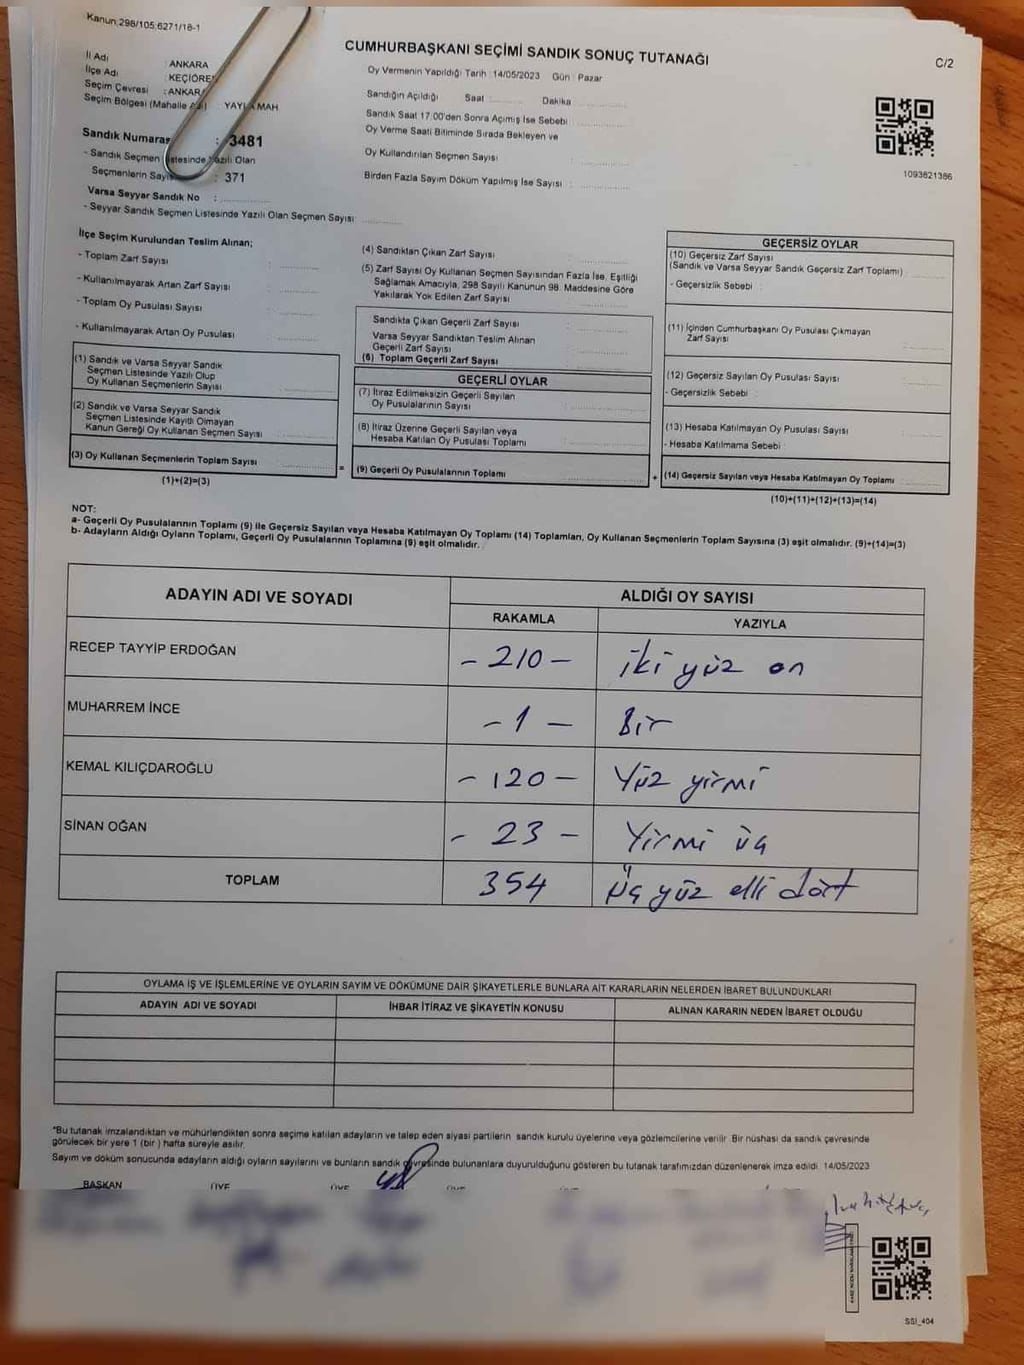 Kanun:298/105,6271/18-1
CUMHURBAŞKANI SEÇİMİ SANDIK SONUÇ TUTANAĞI
C/2
İl Adı : ANKARA
İlçe Adı : KEÇİÖREN
Seçim Çevresi : ANKARA
Seçim Bölgesi (Mahalle Adı) : YAYLA MAH
Oy Vermenin Yapıldığı Tarih :14/05/2023 Gün : Pazar
Sandığın Açıldığı Saat :.......... Dakika ..........
Sandık Saat 17:00'den Sonra Açımış İse Sebebi :
Oy Verme Saati Bitiminde Sırada Bekleyen ve
Oy Kullandırılan Seçmen Sayısı :
Birden Fazla Sayım Döküm Yapılmış İse Sayısı :
1093621386
Sandık Numarası : 3481
- Sandık Seçmen Listesinde Yazılı Olan
Seçmenlerin Sayısı : 371
Varsa Seyyar Sandık No :
- Seyyar Sandık Seçmen Listesinde Yazılı Olan Seçmen Sayısı
İlçe Seçim Kurulundan Teslim Alınan;
- Toplam Zarf Sayısı :
- Kullanılmayarak Artan Zarf Sayısı :
- Toplam Oy Pusulası Sayısı :
- Kullanılmayarak Artan Oy Pusulası :
(1) Sandık ve Varsa Seyyar Sandık
Seçmen Listesinde Yazılı Olup
Oy Kullanan Seçmenlerin Sayısı
(2) Sandık ve Varsa Seyyar Sandık
Seçmen Listesinde Kayıtlı Olmayan
Kanun Gereği Oy Kullanan Seçmen Sayısı
(3) Oy Kullanan Seçmenlerin Toplam Sayısı
(1)+(2)=(3)
=
(4) Sandıktan Çıkan Zarf Sayısı :
(5) Zarf Sayısı Oy Kullanan Seçmen Sayısından Fazla İse, Eşitliği
Sağlamak Amacıyla, 298 Sayılı Kanunun 98. Maddesine Göre
Yakılarak Yok Edilen Zarf Sayısı :
Sandıkta Çıkan Geçerli Zarf Sayısı :
Varsa Seyyar Sandıktan Teslim Alınan
Geçerli Zarf Sayısı :
(6) Toplam Geçerli Zarf Sayısı
GEÇERLİ OYLAR
(7) İtiraz Edilmeksizin Geçerli Sayılan
Oy Pusulalarının Sayısı
(8) İtiraz Üzerine Geçerli Sayılan veya
Hesaba Katılan Oy Pusulası Toplamı
(9) Geçerli Oy Pusulalarının Toplamı
+
GEÇERSİZ OYLAR
(10) Geçersiz Zarf Sayısı
(Sandık ve Varsa Seyyar Sandık Geçersiz Zarf Toplamı) :
- Geçersizlik Sebebi :
(11) İçinden Cumhurbaşkanı Oy Pusulası Çıkmayan
Zarf Sayısı
(12) Geçersiz Sayılan Oy Pusulası Sayısı
- Geçersizlik Sebebi :
(13) Hesaba Katılmayan Oy Pusulası Sayısı
- Hesaba Katılmama Sebebi :
(14) Geçersiz Sayılan veya Hesaba Katılmayan Oy Toplamı
(10)+(11)+(12)+(13)=(14)
NOT:
a- Geçerli Oy Pusulalarının Toplamı (9) ile Geçersiz Sayılan veya Hesaba Katılmayan Oy Toplamı (14) Toplamları, Oy Kullanan Seçmenlerin Toplam Sayısına (3) eşit olmalıdır. (9)+(14)=(3)
b- Adayların Aldığı Oyların Toplamı, Geçerli Oy Pusulalarının Toplamına (9) eşit olmalıdır.
ADAYIN ADI VE SOYADI
ALDIĞI OY SAYISI
RAKAMLA
YAZIYLA
RECEP TAYYİP ERDOĞAN - 210 - iki yüz on
MUHARREM İNCE - 1 - Bir
KEMAL KILIÇDAROĞLU - 120 - Yüz yirmi
SİNAN OĞAN - 23 - Yirmi üç
TOPLAM 354 Üç yüz elli dört
OYLAMA İŞ VE İŞLEMLERİNE VE OYLARIN SAYIM VE DÖKÜMÜNE DAİR ŞİKAYETLERLE BUNLARA AİT KARARLARIN NELERDEN İBARET BULUNDUKLARI
ADAYIN ADI VE SOYADI
İHBAR İTİRAZ VE ŞİKAYETİN KONUSU
ALINAN KARARIN NEDEN İBARET OLDUĞU
*Bu tutanak imzalandıktan ve mühürlendikten sonra seçime katılan adayların ve talep eden siyasi partilerin sandık kurulu üyelerine veya gözlemcilerine verilir. Bir nüshası da sandık çevresinde
görülecek bir yere 1 (bir) hafta süreyle asılır.
Sayım ve döküm sonucunda adayların aldığı oyların sayılarını ve bunların sandık çevresinde bulunanlara duyurulduğunu gösteren bu tutanak tarafımızdan düzenlenerek imza edildi. 14/05/2023
BAŞKAN ÜYE ÜYE ÜYE ÜYE
SSI_404